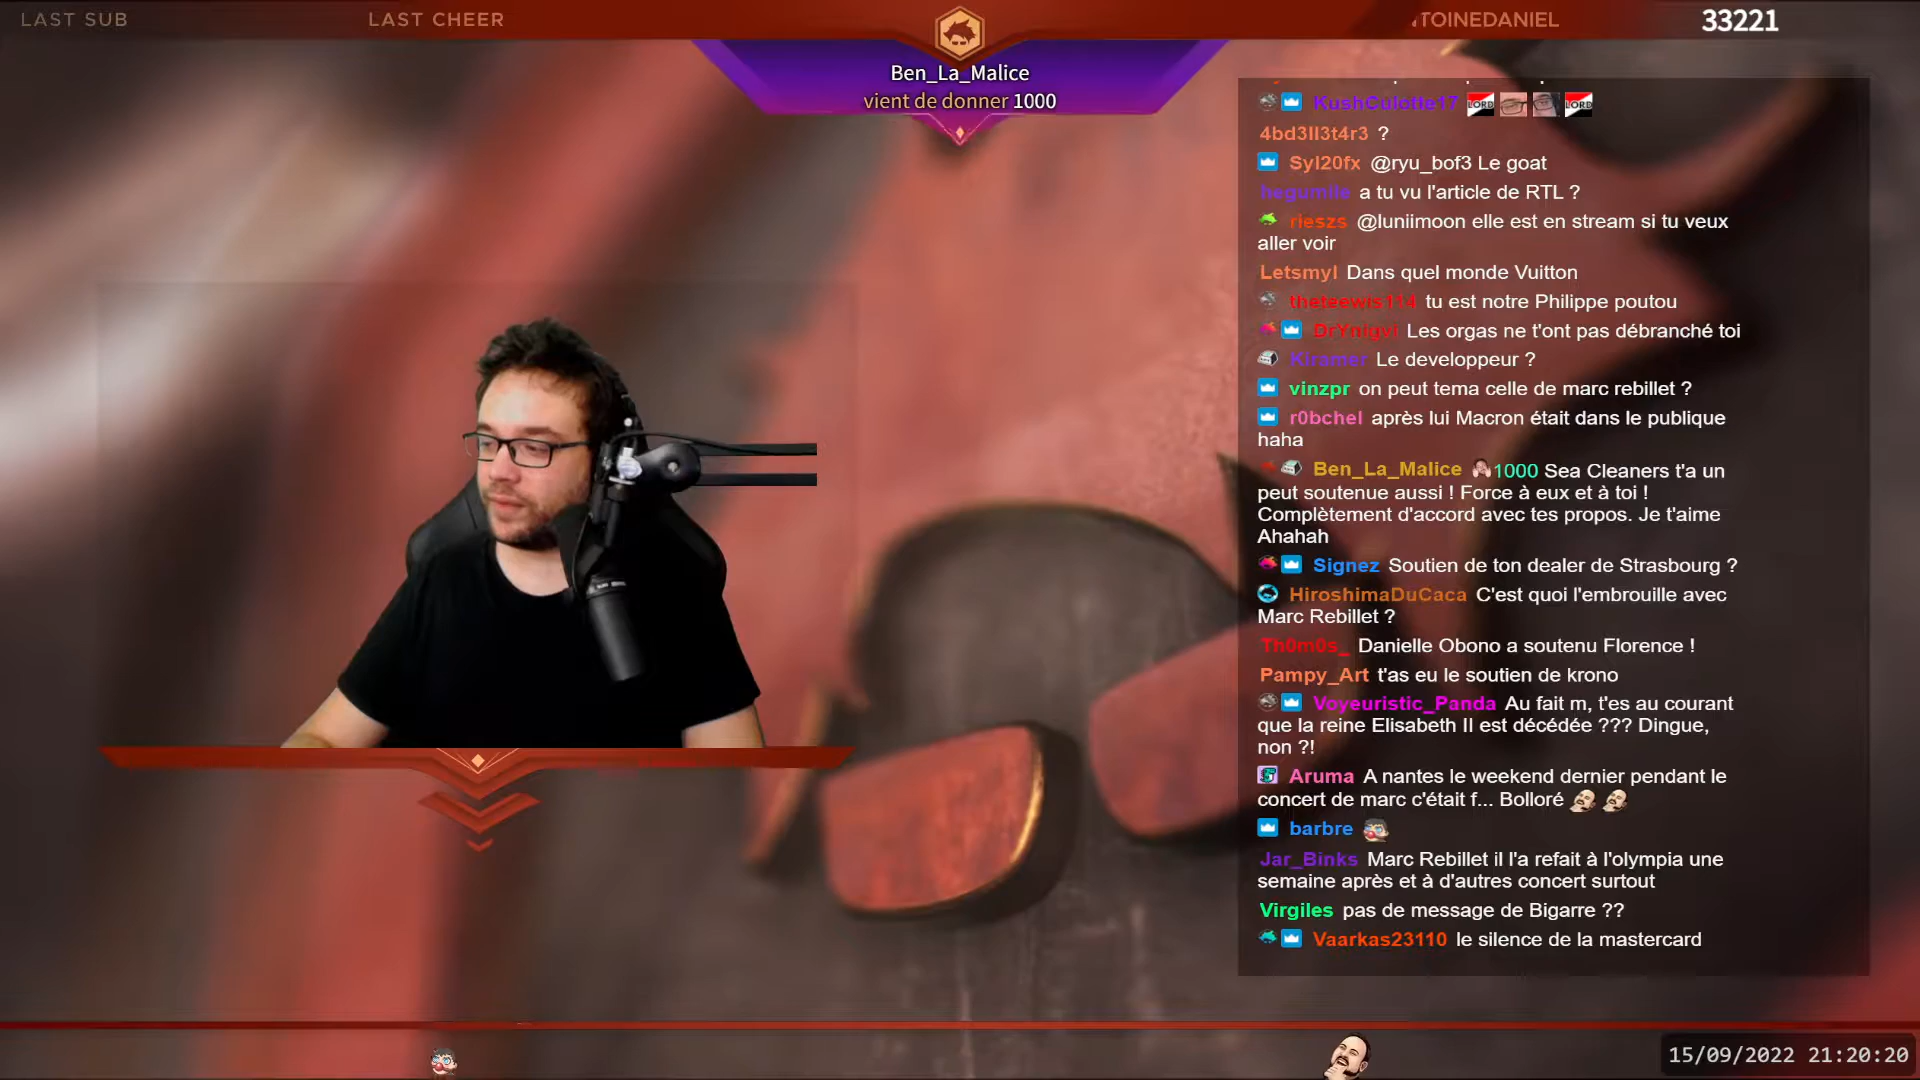 LAST SUB
LAST CHEER
TOINEDANIEL
33221
Ben_La_Malice
vient de donner 1000
KushCulotte17 LORD LORD
4bd3ll3t4r3 ?
Syl20fx @ryu_bof3 Le goat
hegumile a tu vu l'article de RTL ?
rieszs @luniimoon elle est en stream si tu veux
aller voir
Letsmyl Dans quel monde Vuitton
theteewis114 tu est notre Philippe poutou
DrYnigvi Les orgas ne t'ont pas débranché toi
Kiramer Le developpeur ?
vinzpr on peut tema celle de marc rebillet ?
r0bchel après lui Macron était dans le publique
haha
Ben_La_Malice 1000 Sea Cleaners t'a un
peut soutenue aussi ! Force à eux et à toi !
Complètement d'accord avec tes propos. Je t'aime
Ahahah
Signez Soutien de ton dealer de Strasbourg ?
HiroshimaDuCaca C'est quoi l'embrouille avec
Marc Rebillet ?
Th0m0s_ Danielle Obono a soutenu Florence !
Pampy_Art t'as eu le soutien de krono
Voyeuristic_Panda Au fait m, t'es au courant
que la reine Elisabeth II est décédée ??? Dingue,
non ?!
Aruma A nantes le weekend dernier pendant le
concert de marc c'était f... Bolloré
barbre
Jar_Binks Marc Rebillet il l'a refait à l'olympia une
semaine après et à d'autres concert surtout
Virgiles pas de message de Bigarre ??
Vaarkas23110 le silence de la mastercard
15/09/2022 21:20:20